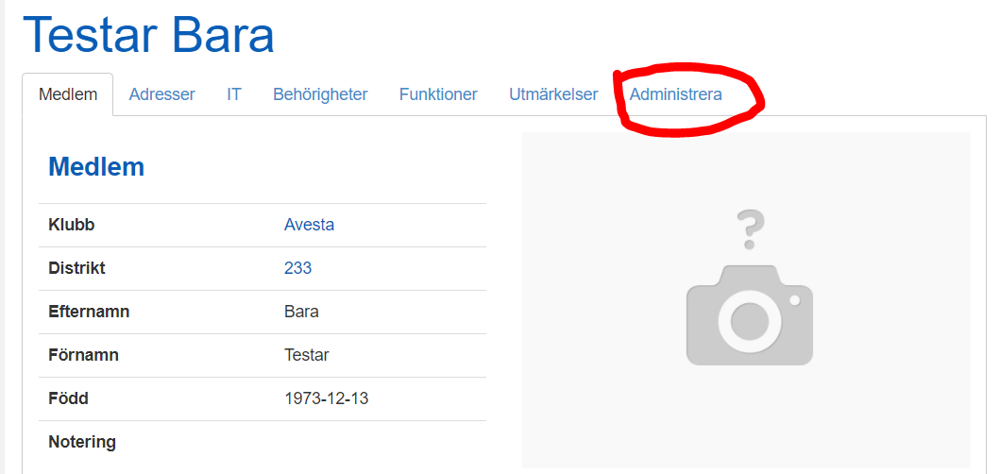 Testar Bara
Medlem Adresser IT Behörigheter Funktioner Utmärkelser Administrera
Medlem
Klubb Avesta
Distrikt 233
Efternamn Bara
Förnamn Testar
Född 1973-12-13
Notering
?